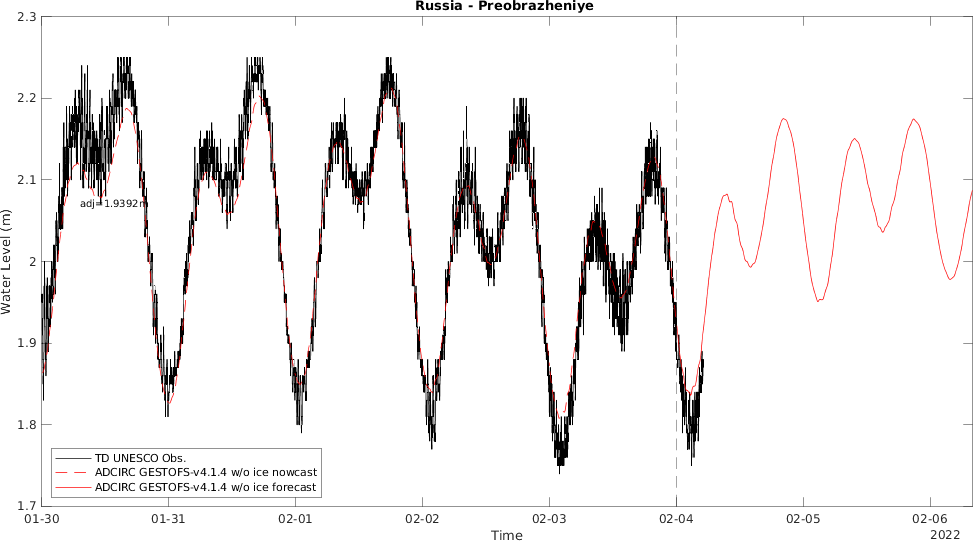 Russia - Preobrazheniye
2.3
2.2
2.1
2
1.9
1.8
1.7
Water Level (m)
adj=1.9392m
TD UNESCO Obs.
ADCIRC GESTOFS-v4.1.4 w/o ice nowcast
ADCIRC GESTOFS-v4.1.4 w/o ice forecast
01-30 01-31 02-01 02-02 02-03 02-04 02-05 02-06
Time
2022